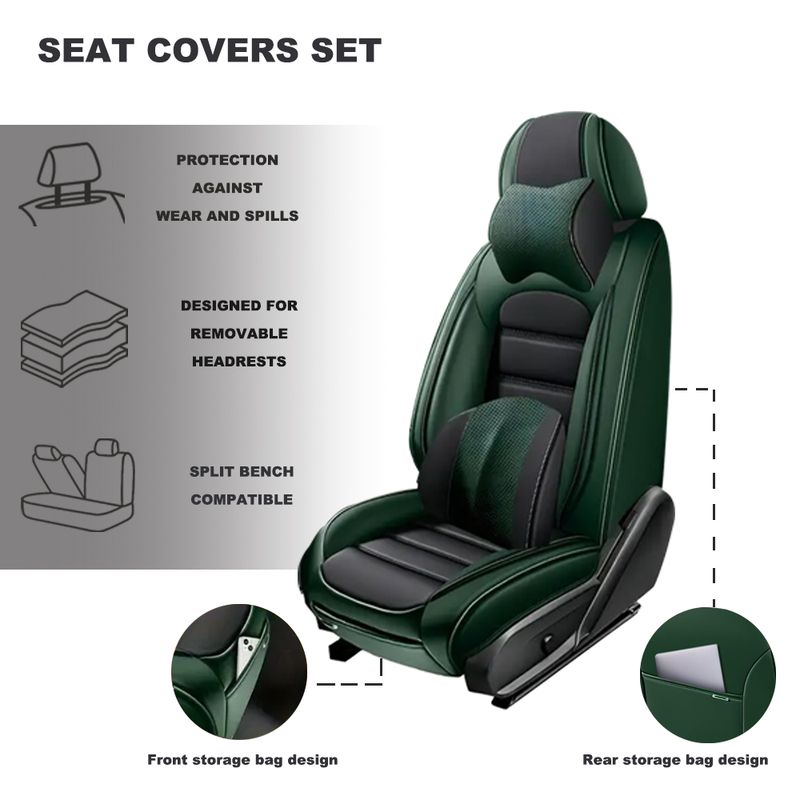 SEAT COVERS SET
PROTECTION
AGAINST
WEAR AND SPILLS
DESIGNED FOR
REMOVABLE
HEADRESTS
SPLIT BENCH
COMPATIBLE
Front storage bag design
Rear storage bag design